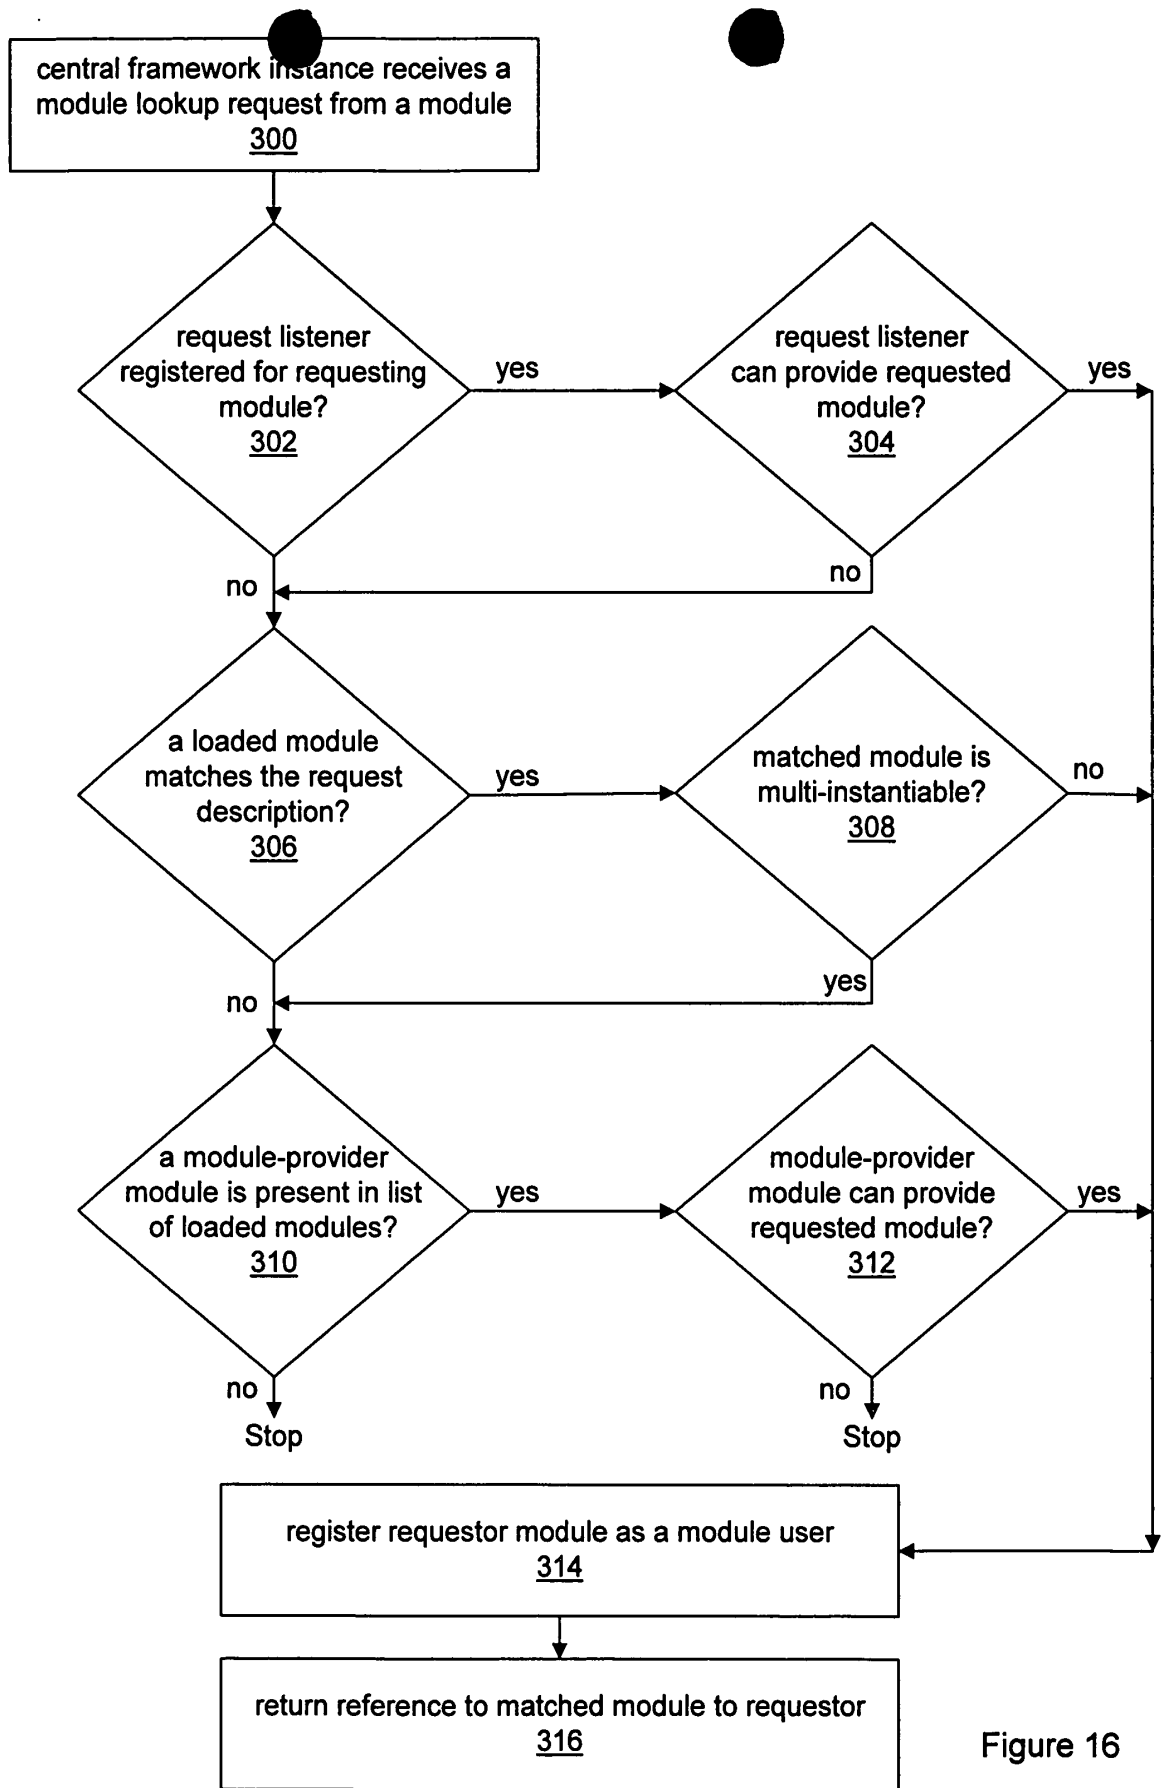 central framework instance receives a
module lookup request from a module
300
request listener
registered for requesting
module?
302
yes
request listener
can provide requested
module?
304
yes
no
no
a loaded module
matches the request
description?
306
yes
matched module is
multi-instantiable?
308
no
no
yes
a module-provider
module is present in list
of loaded modules?
310
yes
module-provider
module can provide
requested module?
312
yes
no
Stop
no
Stop
register requestor module as a module user
314
return reference to matched module to requestor
316
Figure 16